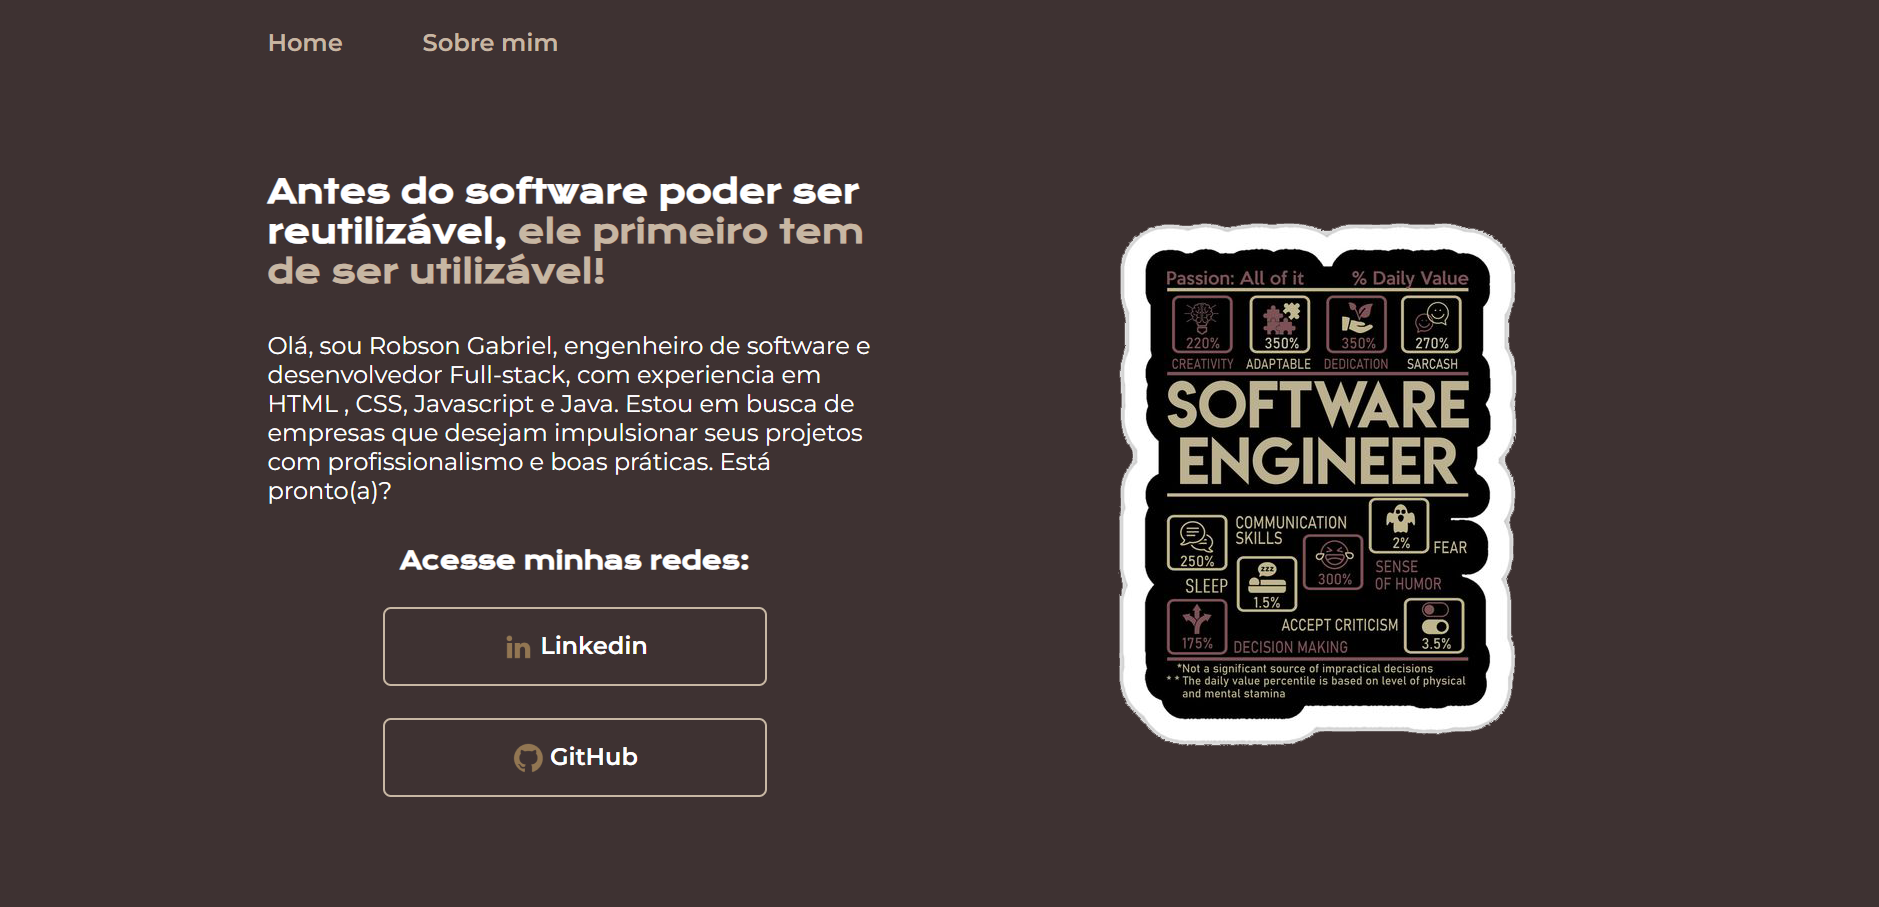 Home
Sobre mim
Antes do software poder ser
reutilizável, ele primeiro tem
de ser utilizável!
Olá, sou Robson Gabriel, engenheiro de software e
desenvolvedor Full-stack, com experiencia em
HTML , CSS, Javascript e Java. Estou em busca de
empresas que desejam impulsionar seus projetos
com profissionalismo e boas práticas. Está
pronto(a)?
Acesse minhas redes:
in Linkedin
GitHub
Passion: All of it % Daily Value
220% 350% 350% 270%
CREATIVITY ADAPTABLE DEDICATION SARCASH
SOFTWARE
ENGINEER
250%
COMMUNICATION
SKILLS
2%
FEAR
SLEEP
zzz
1.5%
300%
SENSE
OF HUMOR
175%
DECISION MAKING
ACCEPT CRITICISM
3.5%
*Not a significant source of impractical decisions
* * The daily value percentile is based on level of physical
and mental stamina